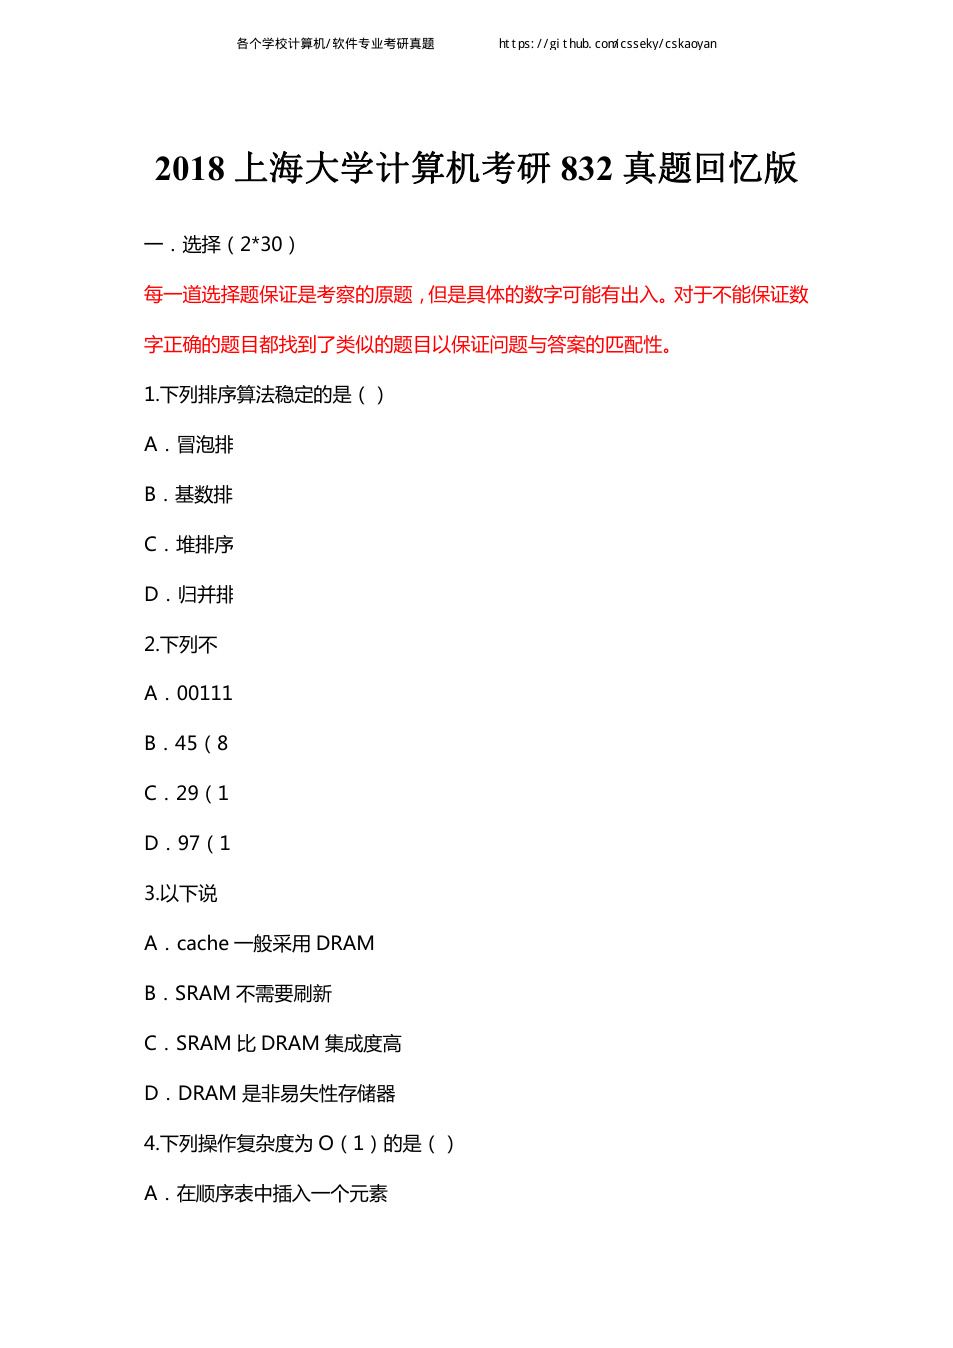 各个学校计算机/软件专业考研真题 https://github.com/csseky/cskaoyan
2018 上海大学计算机考研 832 真题回忆版
一．选择（2*30）
每一道选择题保证是考察的原题，但是具体的数字可能有出入。对于不能保证数
字正确的题目都找到了类似的题目以保证问题与答案的匹配性。
1.下列排序算法稳定的是（ ）
A．冒泡排
B．基数排
C．堆排序
D．归并排
2.下列不
A．00111
B．45（8
C．29（1
D．97（1
3.以下说
A．cache 一般采用 DRAM
B．SRAM 不需要刷新
C．SRAM 比 DRAM 集成度高
D．DRAM 是非易失性存储器
4.下列操作复杂度为 O（1）的是（ ）
A．在顺序表中插入一个元素